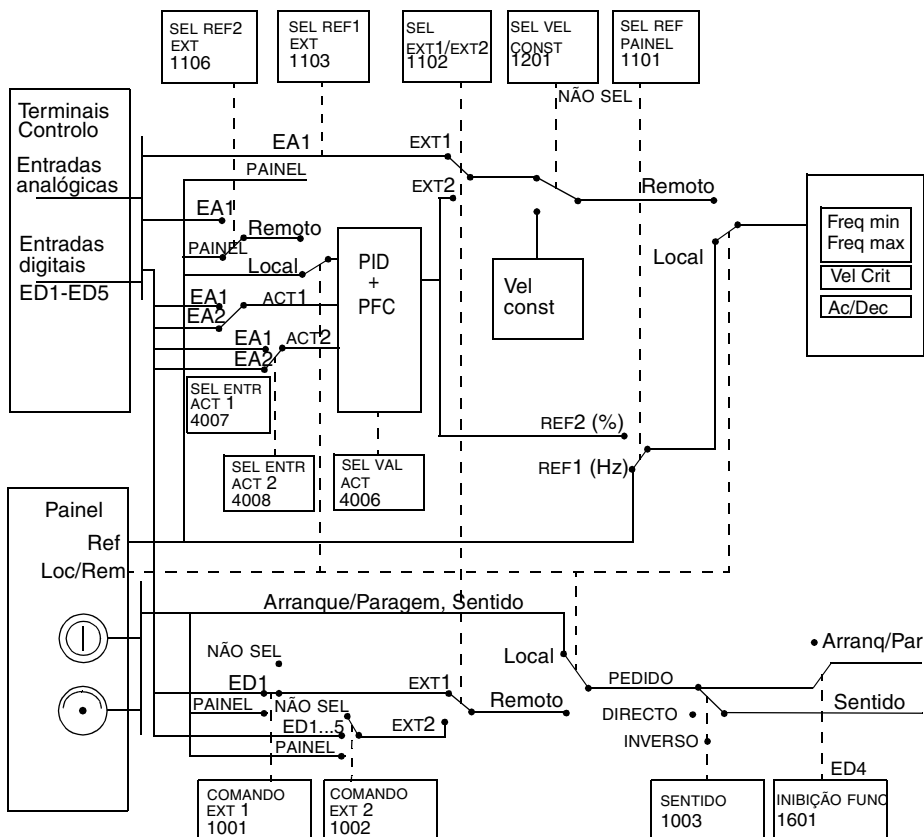 SEL REF2
EXT
1106
SEL REF1
EXT
1103
SEL
EXT1/EXT2
1102
SEL VEL
CONST
1201
SEL REF
PAINEL
1101
NÃO SEL
Terminais
Controlo
Entradas
analógicas
Entradas
digitais
ED1-ED5
EA1
EXT1
PAINEL
EXT2
Remoto
EA1
Remoto
PAINEL
Local
Local
EA1
ACT1
EA2
EA1
ACT2
EA2
PID
+
PFC
Vel
const
Freq min
Freq max
Vel Crit
Ac/Dec
SEL ENTR
ACT 1
4007
SEL ENTR
ACT 2
4008
SEL VAL
ACT
4006
REF2 (%)
REF1 (Hz)
Painel
Ref
Loc/Rem
Arranque/Paragem, Sentido
NÃO SEL
Local
Arranq/Par
ED1
EXT1
PEDIDO
PAINEL
NÃO SEL
Remoto
Sentido
ED1...5
EXT2
DIRECTO
PAINEL
INVERSO
ED4
COMANDO
EXT 1
1001
COMANDO
EXT 2
1002
SENTIDO
1003
INIBIÇÃO FUNC
1601